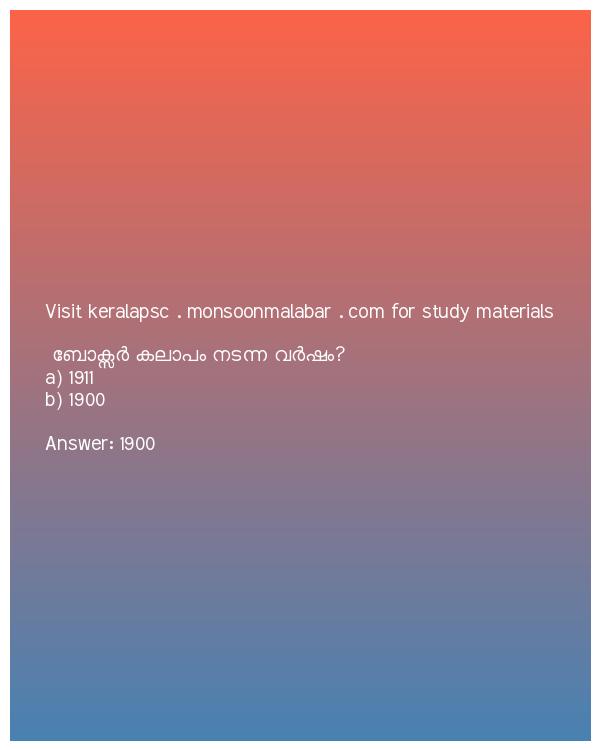 Visit keralapsc . monsoonmalabar . com for study materials
ബോക്സർ കലാപം നടന്ന വർഷം?
a) 1911
b) 1900
Answer: 1900